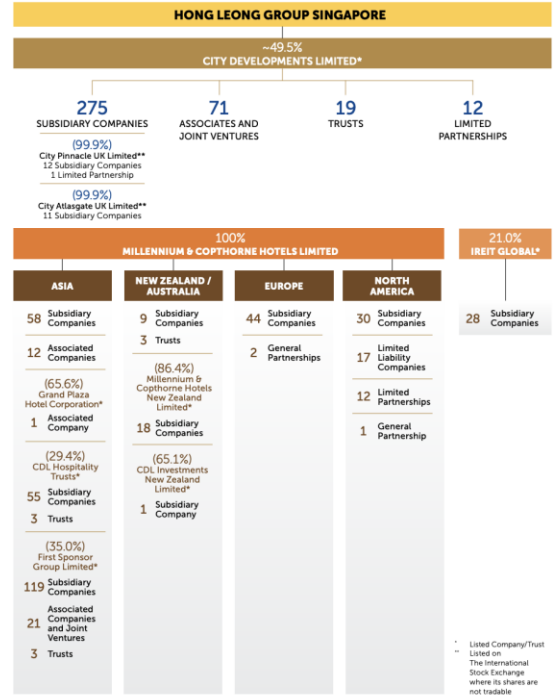 HONG LEONG GROUP SINGAPORE
~49.5%
CITY DEVELOPMENTS LIMITED*
275
SUBSIDIARY COMPANIES
(99.9%)
City Pinnacle UK Limited**
12 Subsidiary Companies
1 Limited Partnership
(99.9%)
City Atlasgate UK Limited**
11 Subsidiary Companies
71
ASSOCIATES AND
JOINT VENTURES
19
TRUSTS
12
LIMITED
PARTNERSHIPS
100%
MILLENNIUM & COPTHORNE HOTELS LIMITED
21.0%
IREIT GLOBAL*
ASIA
58 Subsidiary
Companies
12 Associated
Companies
(65.6%)
Grand Plaza
Hotel Corporation*
1 Associated
Company
(29.4%)
CDL Hospitality
Trusts*
55 Subsidiary
Companies
3 Trusts
(35.0%)
First Sponsor
Group Limited*
119 Subsidiary
Companies
21 Associated
Companies
and Joint
Ventures
3 Trusts
NEW ZEALAND /
AUSTRALIA
9 Subsidiary
Companies
3 Trusts
(86.4%)
Millennium &
Copthorne Hotels
New Zealand
Limited*
18 Subsidiary
Companies
(65.1%)
CDL Investments
New Zealand
Limited*
1 Subsidiary
Company
EUROPE
44 Subsidiary
Companies
2 General
Partnerships
NORTH
AMERICA
30 Subsidiary
Companies
17 Limited
Liability
Companies
12 Limited
Partnerships
1 General
Partnership
28 Subsidiary
Companies
* Listed Company/Trust
** Listed on
The International
Stock Exchange
where its shares are
not tradable